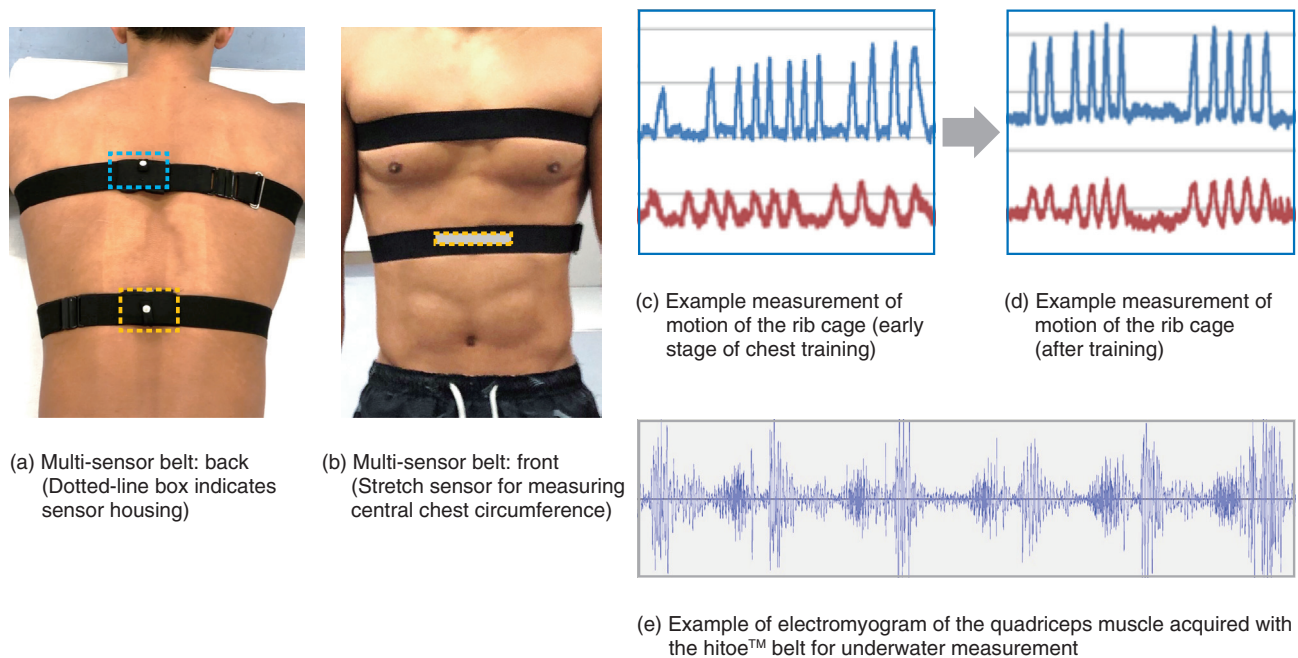 (a) Multi-sensor belt: back
(Dotted-line box indicates
sensor housing)
(b) Multi-sensor belt: front
(Stretch sensor for measuring
central chest circumference)
(c) Example measurement of
motion of the rib cage (early
stage of chest training)
(d) Example measurement of
motion of the rib cage
(after training)
(e) Example of electromyogram of the quadriceps muscle acquired with
the hitoe™ belt for underwater measurement